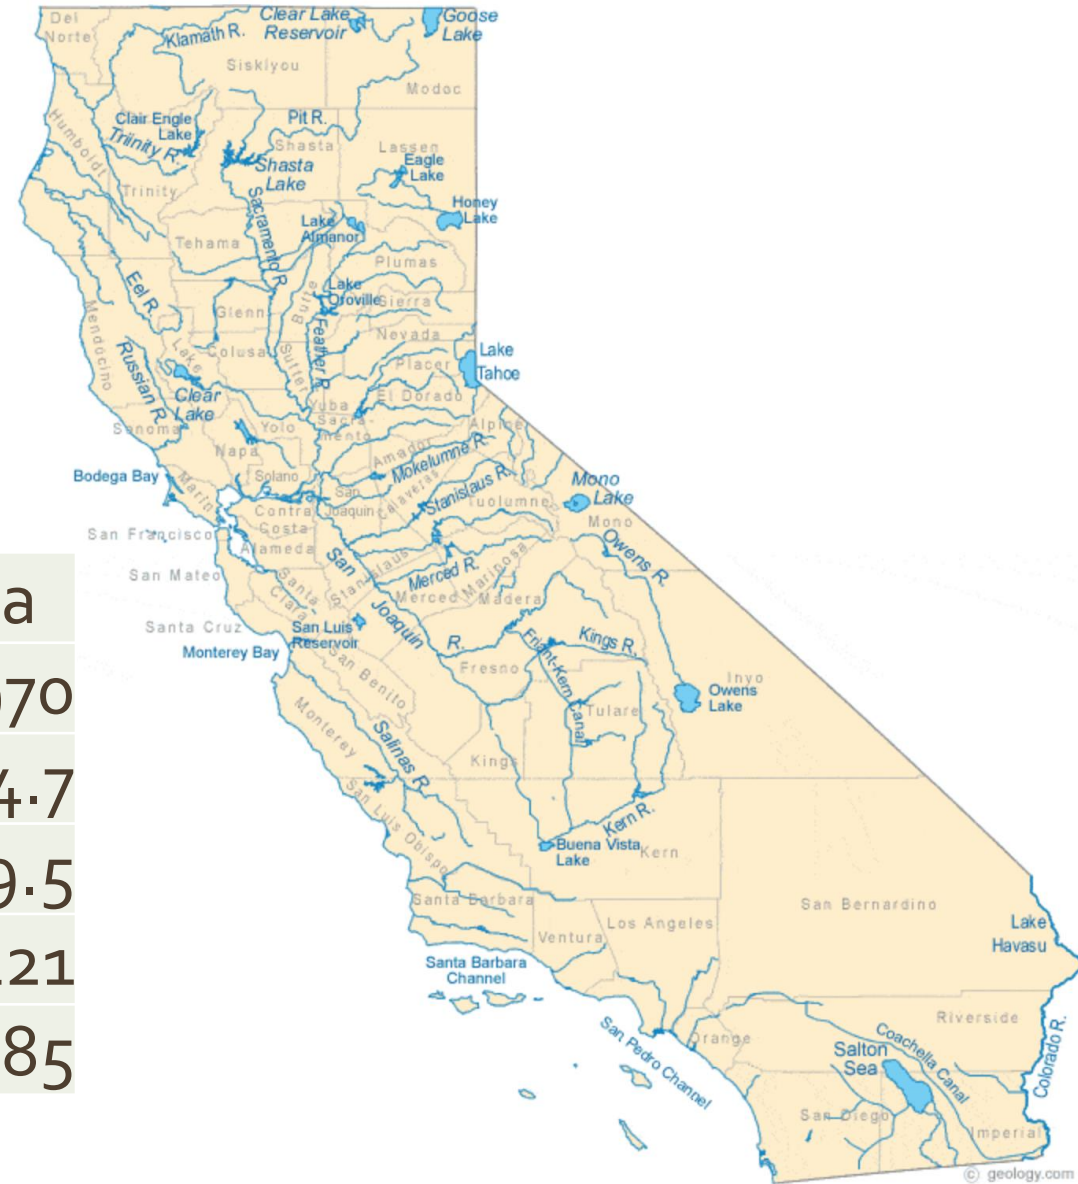 Del
Norte
Klamath R.
Clear Lake
Reservoir
Goose
Lake
Siskiyou
Modoc
Humboldt
Clair Engle
Lake
Triinity R.
Pit R.
Shasta
Lassen
Eagle
Lake
Shasta
Lake
Trinity
Sacramento R.
Honey
Lake
Lake
Almanor
Tehama
Plumas
Eel R.
Lake
Oroville
Butte
Sierra
Glenn
Mendocino
Feather R.
Nevada
Lake
Colusa
Sutter
Placer
Lake
Tahoe
Russian R.
Clear
Lake
El Dorado
Yuba
Sonoma
Yolo
Sacra-
mento
Alpine
Napa
Amador
Mokelumne R.
Bodega Bay
Marin
Solano
San
Joaquin
Calaveras
Stanislaus R.
Tuolumne
Mono
Lake
Mono
Contra
Costa
San Francisco
Alameda
Owens R.
San Mateo
San
Joaquin
R.
Stanislaus
Santa
Clara
Merced R.
Merced
Mariposa
Madera
Santa Cruz
San Luis
Reservoir
Monterey Bay
San Benito
Friant-Kern Canal
Kings R.
Fresno
Inyo
Owens
Lake
Monterey
Salinas R.
Tulare
Kings
San Luis Obispo
Kern R.
Buena Vista
Lake
Kern
Santa Barbara
Ventura
Los Angeles
San Bernardino
Lake
Havasu
Santa Barbara
Channel
San Pedro Channel
Orange
Riverside
Salton
Sea
Coachella Canal
Colorado R.
San Diego
Imperial
© geology.com
a
970
4.7
9.5
121
85